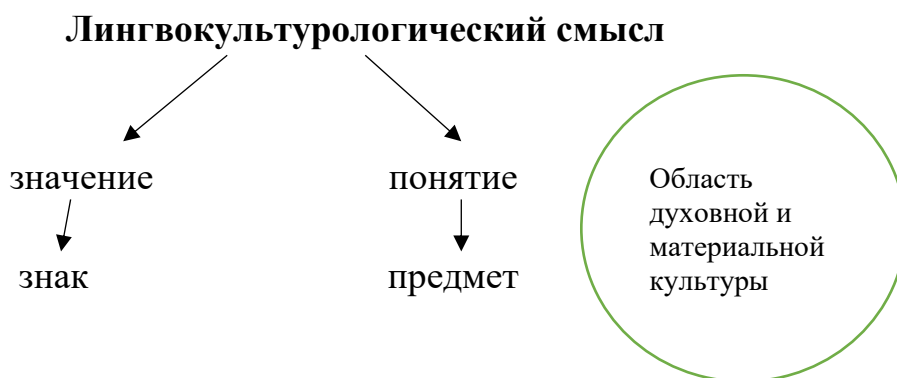 Лингвокультурологический смысл
значение
понятие
знак
предмет
Область
духовной и
материальной
культуры